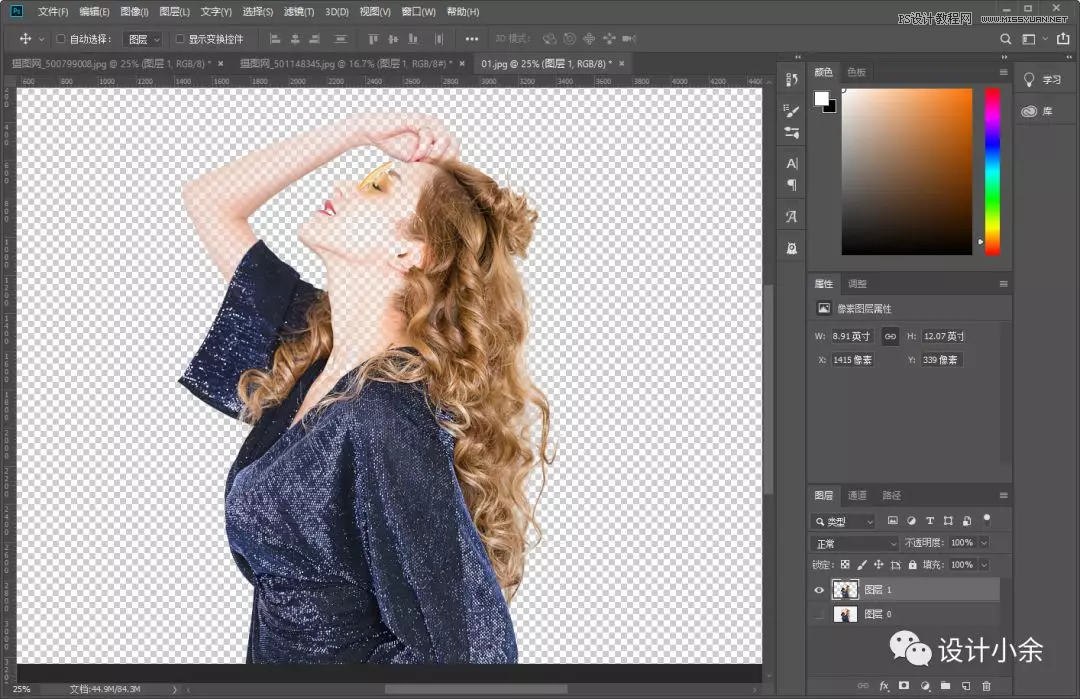 Ps 文件(F) 编辑(E) 图像(I) 图层(L) 文字(Y) 选择(S) 滤镜(T) 3D(D) 视图(V) 窗口(W) 帮助(H)
PS设计教程网 WWW.MISSYUAN.NET
自动选择: 图层 显示变换控件 3D 模式:
摄图网_500799008.jpg @ 25% (图层 1, RGB/8) * × 摄图网_501148345.jpg @ 16.7% (图层 1, RGB/8#) * × 01.jpg @ 25% (图层 1, RGB/8) * ×
600 800 1000 1200 1400 1600 1800 2000 2200 2400 2600 2800 3000 3200 3400 3600 3800 4000 4200 4400
颜色 色板
学习
库
属性 调整
像素图层属性
W: 8.91 英寸 H: 12.07 英寸
X: 1415 像素 Y: 339 像素
图层 通道 路径
类型
正常 不透明度: 100%
锁定: 填充: 100%
图层 1
图层 0
设计小余
25% 文档:44.9M/84.3M